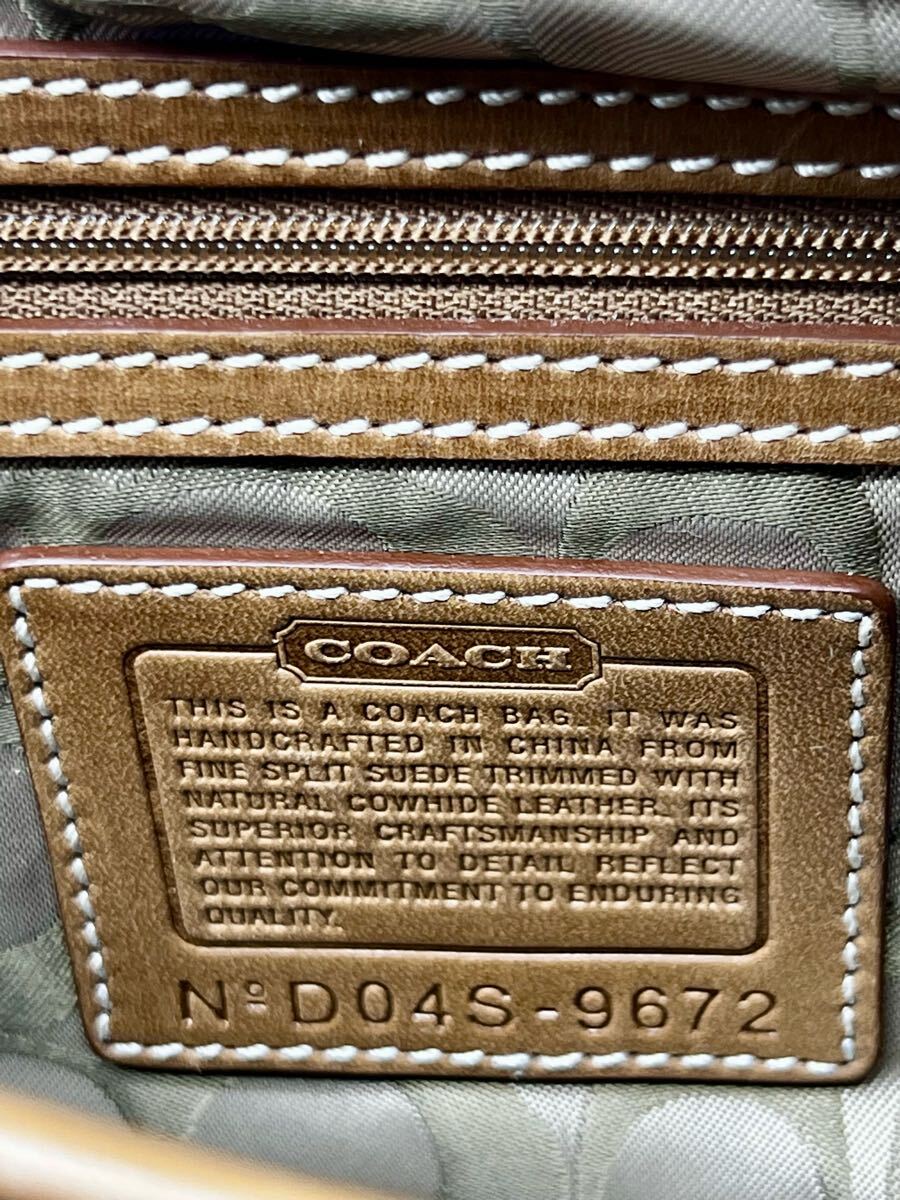 COACH
THIS IS A COACH BAG. IT WAS
HANDCRAFTED IN CHINA FROM
FINE SPLIT SUEDE TRIMMED WITH
NATURAL COWHIDE LEATHER. ITS
SUPERIOR CRAFTSMANSHIP AND
ATTENTION TO DETAIL REFLECT
OUR COMMITMENT TO ENDURING
QUALITY.
Nº D04S-9672